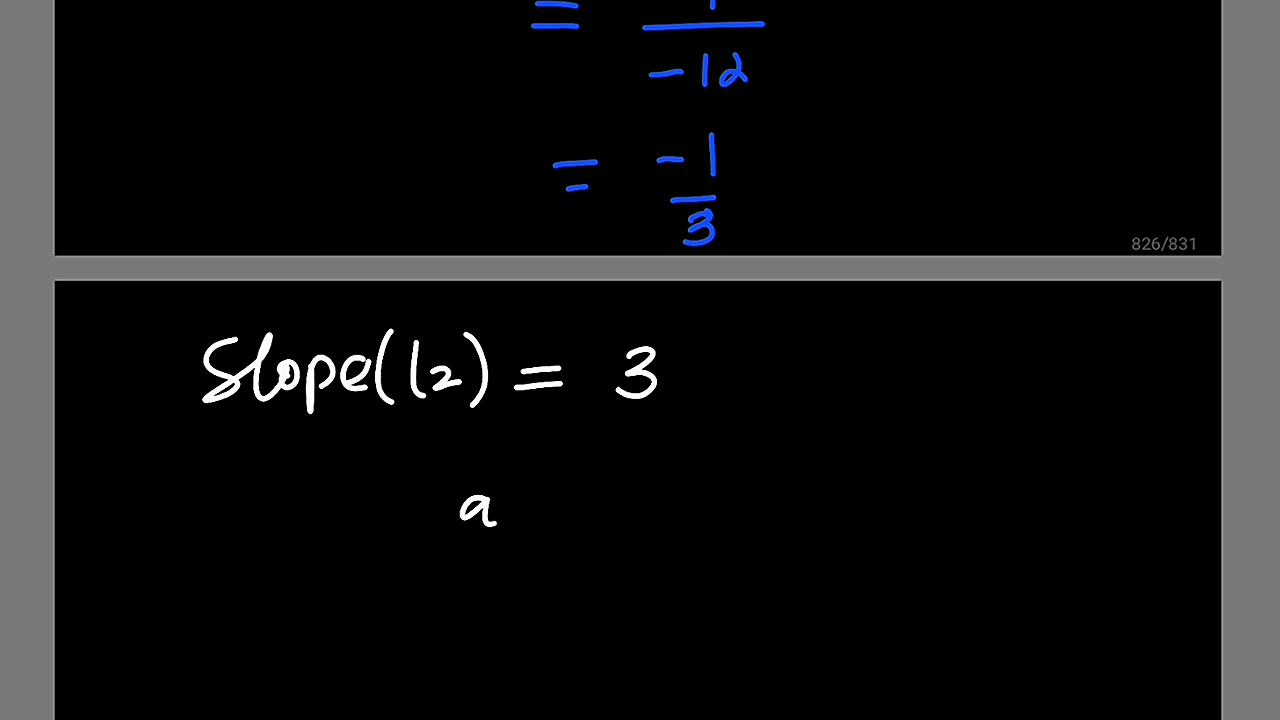 =
-12
= -1
3
826/831
Slope(l2) = 3
a